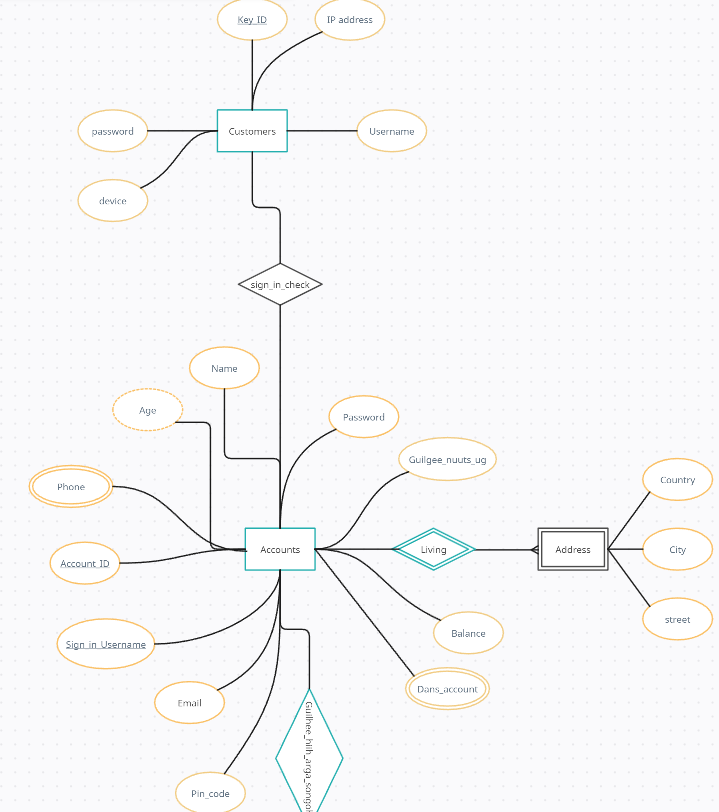 Key_ID
IP address
password
Customers
Username
device
sign_in_check
Name
Age
Password
Guilgee_nuuts_ug
Phone
Country
Account_ID
Accounts
Living
Address
City
street
Sign_in_Username
Balance
Email
Dans_account
Pin_code